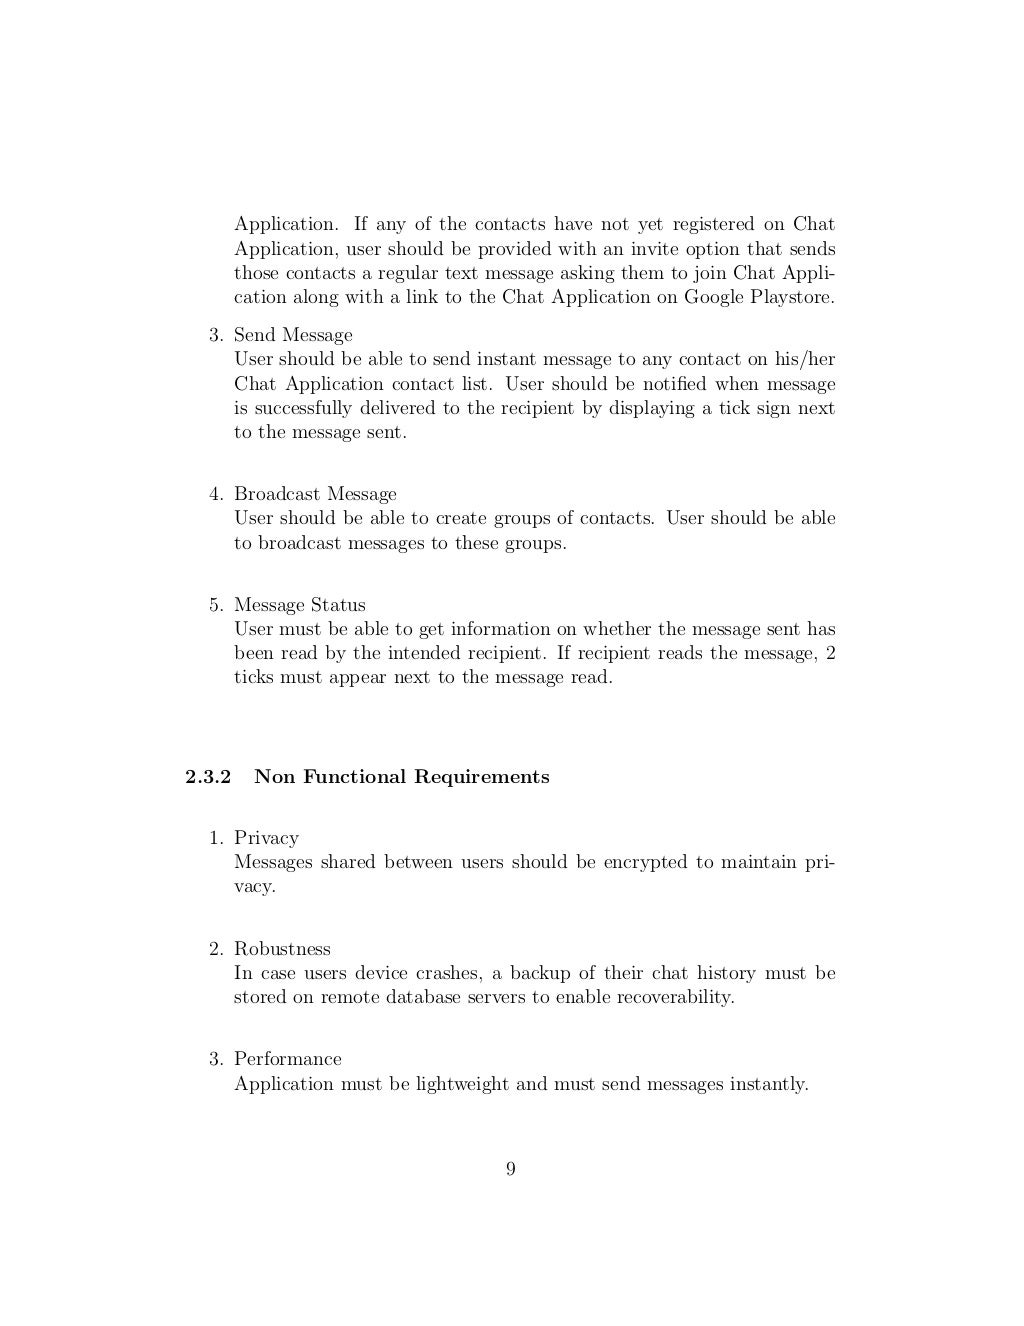 Application. If any of the contacts have not yet registered on Chat
Application, user should be provided with an invite option that sends
those contacts a regular text message asking them to join Chat Appli-
cation along with a link to the Chat Application on Google Playstore.
3. Send Message
User should be able to send instant message to any contact on his/her
Chat Application contact list. User should be notified when message
is successfully delivered to the recipient by displaying a tick sign next
to the message sent.
4. Broadcast Message
User should be able to create groups of contacts. User should be able
to broadcast messages to these groups.
5. Message Status
User must be able to get information on whether the message sent has
been read by the intended recipient. If recipient reads the message, 2
ticks must appear next to the message read.
2.3.2 Non Functional Requirements
1. Privacy
Messages shared between users should be encrypted to maintain pri-
vacy.
2. Robustness
In case users device crashes, a backup of their chat history must be
stored on remote database servers to enable recoverability.
3. Performance
Application must be lightweight and must send messages instantly.
9